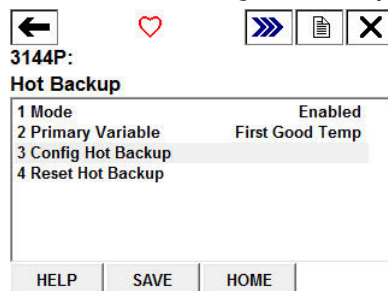 3144P:
Hot Backup
1 Mode Enabled
2 Primary Variable First Good Temp
3 Config Hot Backup
4 Reset Hot Backup
HELP SAVE HOME